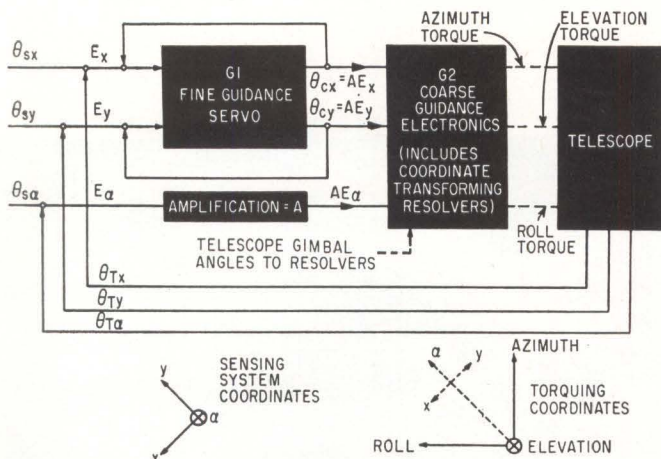 θsx
Ex
θsy
Ey
θsα
Eα
G1
FINE GUIDANCE
SERVO
θCX=AEx
θCy=AEy
AMPLIFICATION = A
AEα
TELESCOPE GIMBAL
ANGLES TO RESOLVERS
G2
COARSE
GUIDANCE
ELECTRONICS
(INCLUDES
COORDINATE
TRANSFORMING
RESOLVERS)
AZIMUTH
TORQUE
ELEVATION
TORQUE
ROLL
TORQUE
TELESCOPE
θTx
θTy
θTα
y
α
x
SENSING
SYSTEM
COORDINATES
α
y
x
AZIMUTH
TORQUING
COORDINATES
ROLL
ELEVATION